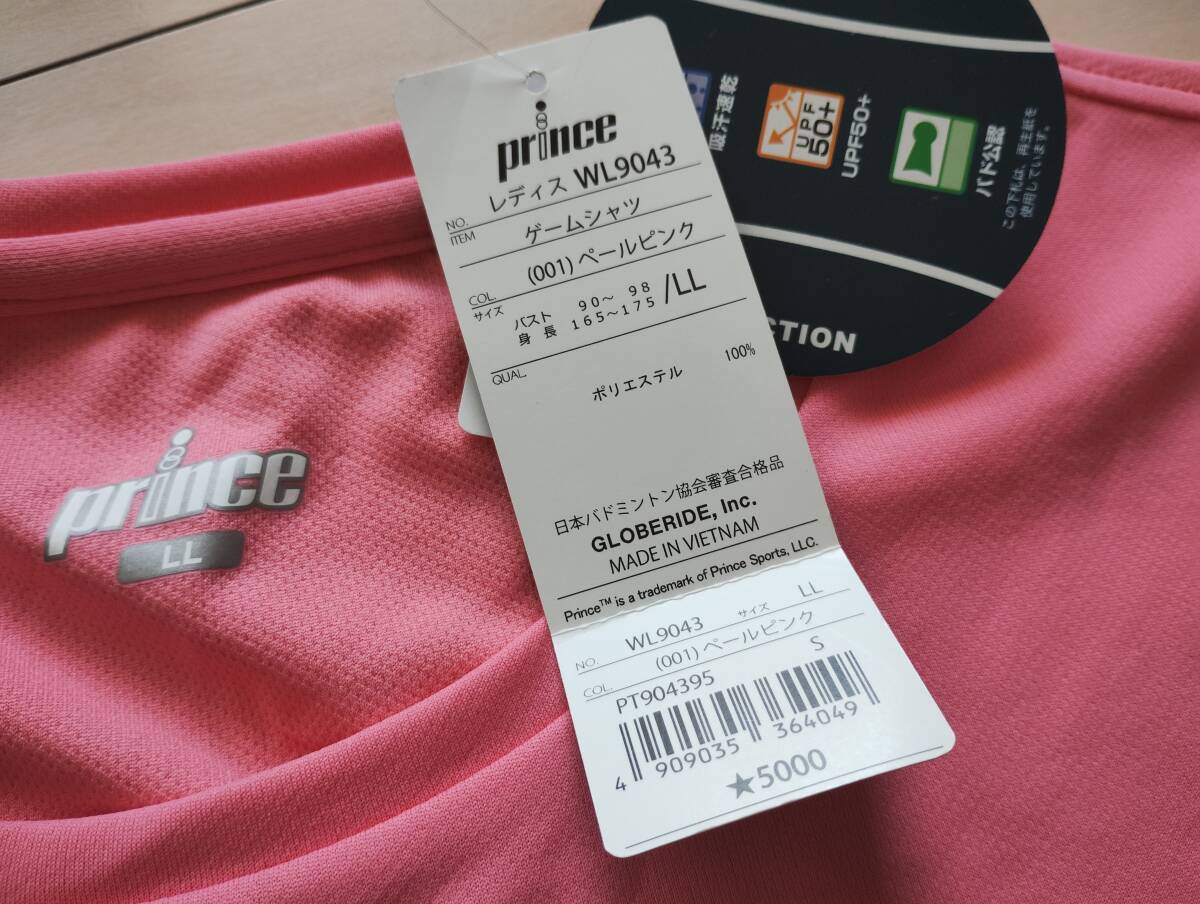 prince
NO. レディス WL9043
ITEM ゲームシャツ
COL. (001) ペールピンク
サイズ バスト 90～ 98 /LL
身長 165～175
QUAL.
ポリエステル 100%
日本バドミントン協会審査合格品
GLOBERIDE, Inc.
MADE IN VIETNAM
Prince™ is a trademark of Prince Sports, LLC.
NO. WL9043 サイズ LL
COL. (001) ペールピンク
PT904395 S
4 909035 364049
★5000
吸汗速乾
UPF
50+
UPF50+
バド公認
この下札は、再生紙を
使用しています。
prince
LL